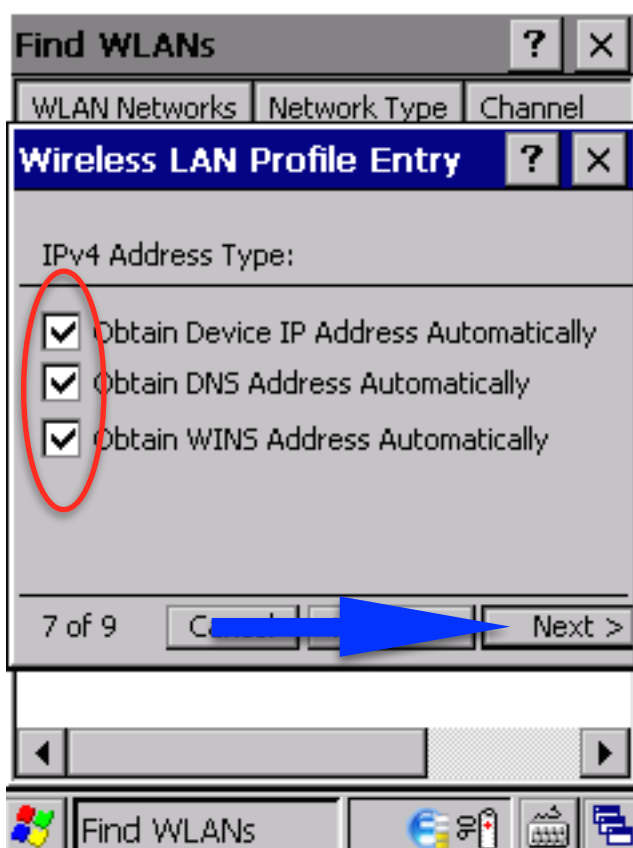 Find WLANs ? ×
WLAN Networks Network Type Channel
Wireless LAN Profile Entry ? ×
IPv4 Address Type:
Obtain Device IP Address Automatically
Obtain DNS Address Automatically
Obtain WINS Address Automatically
7 of 9 Next >
Find WLANs